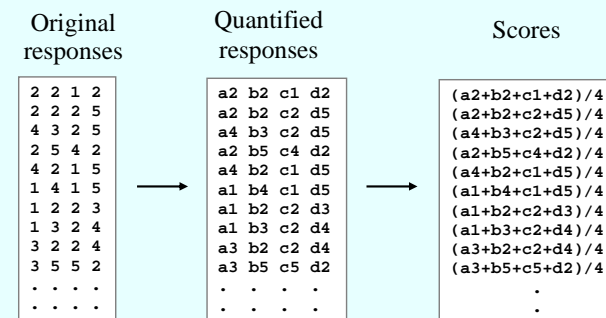 Original
responses
2 2 1 2
2 2 2 5
4 3 2 5
2 5 4 2
4 2 1 5
1 4 1 5
1 2 2 3
1 3 2 4
3 2 2 4
3 5 5 2
. . . .
. . . .
Quantified
responses
a2 b2 c1 d2
a2 b2 c2 d5
a4 b3 c2 d5
a2 b5 c4 d2
a4 b2 c1 d5
a1 b4 c1 d5
a1 b2 c2 d3
a1 b3 c2 d4
a3 b2 c2 d4
a3 b5 c5 d2
. . . .
. . . .
Scores
(a2+b2+c1+d2)/4
(a2+b2+c2+d5)/4
(a4+b3+c2+d5)/4
(a2+b5+c4+d2)/4
(a4+b2+c1+d5)/4
(a1+b4+c1+d5)/4
(a1+b2+c2+d3)/4
(a1+b3+c2+d4)/4
(a3+b2+c2+d4)/4
(a3+b5+c5+d2)/4
.
.